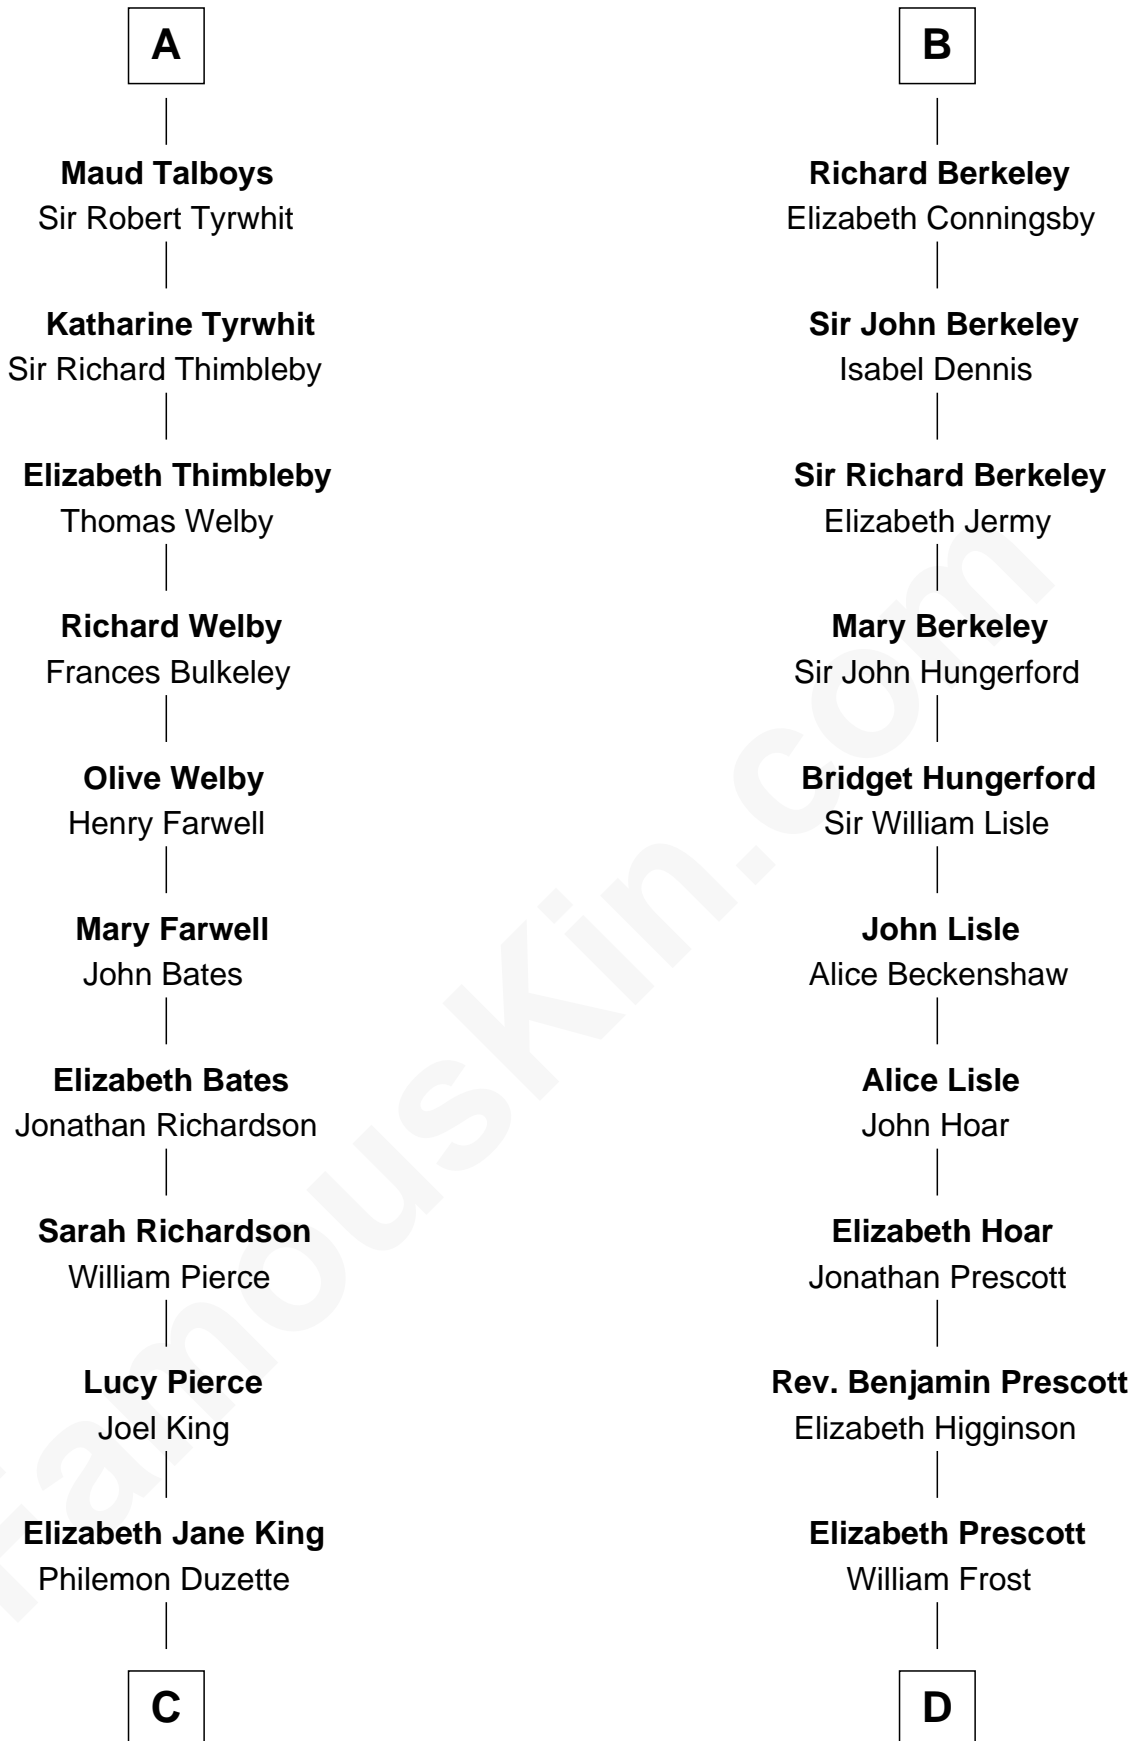 A
Maud Talboys
Sir Robert Tyrwhit
Katharine Tyrwhit
Sir Richard Thimbleby
Elizabeth Thimbleby
Thomas Welby
Richard Welby
Frances Bulkeley
Olive Welby
Henry Farwell
Mary Farwell
John Bates
Elizabeth Bates
Jonathan Richardson
Sarah Richardson
William Pierce
Lucy Pierce
Joel King
Elizabeth Jane King
Philemon Duzette
C
B
Richard Berkeley
Elizabeth Conningsby
Sir John Berkeley
Isabel Dennis
Sir Richard Berkeley
Elizabeth Jermy
Mary Berkeley
Sir John Hungerford
Bridget Hungerford
Sir William Lisle
John Lisle
Alice Beckenshaw
Alice Lisle
John Hoar
Elizabeth Hoar
Jonathan Prescott
Rev. Benjamin Prescott
Elizabeth Higginson
Elizabeth Prescott
William Frost
D
FamousKin.com